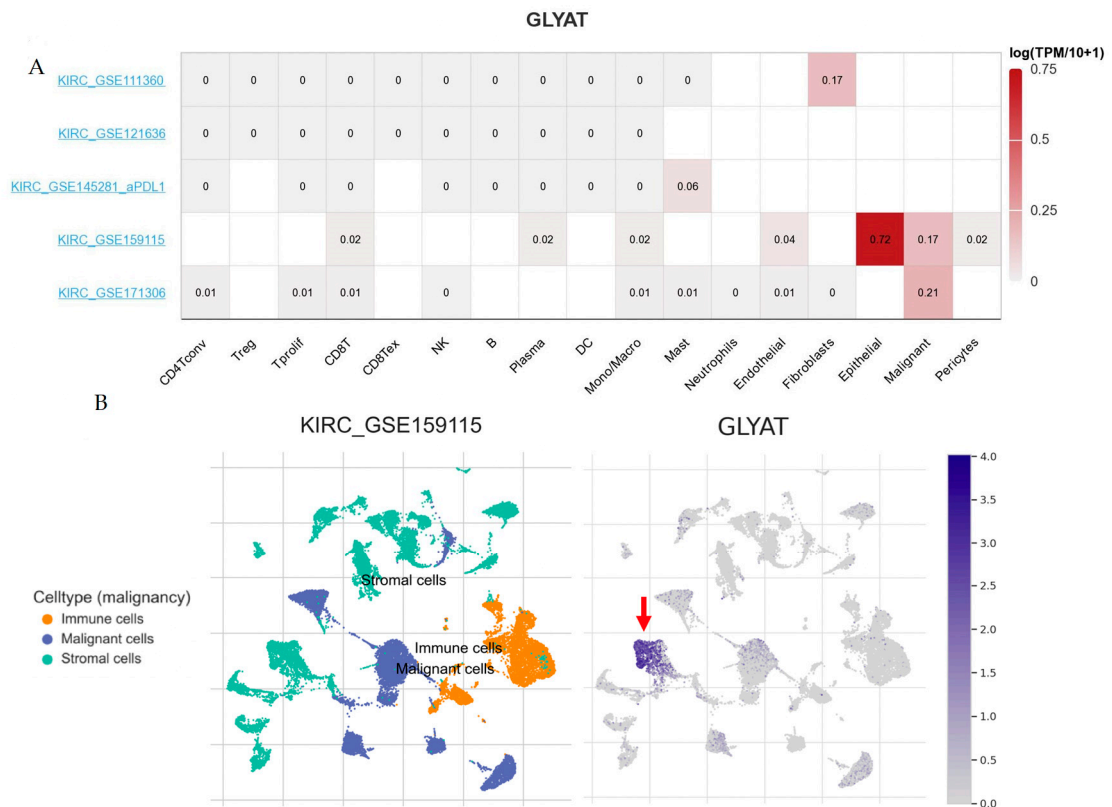 GLYAT
A
log(TPM/10+1)
KIRC_GSE111360 0 0 0 0 0 0 0 0 0 0 0 0.17
KIRC_GSE121636 0 0 0 0 0 0 0 0 0 0
KIRC_GSE145281_aPDL1 0 0 0 0 0 0 0 0 0.06
KIRC_GSE159115 0.02 0.02 0.02 0.04 0.72 0.17 0.02
KIRC_GSE171306 0.01 0.01 0.01 0 0.01 0.01 0 0.01 0 0.21
0.75
0.5
0.25
0
CD4Tconv
Treg
Tprolif
CD8T
CD8Tex
NK
B
Plasma
DC
Mono/Macro
Mast
Neutrophils
Endothelial
Fibroblasts
Epithelial
Malignant
Pericytes
B
KIRC_GSE159115
Celltype (malignancy)
Immune cells
Malignant cells
Stromal cells
Stromal cells
Immune cells
Malignant cells
GLYAT
4.0
3.5
3.0
2.5
2.0
1.5
1.0
0.5
0.0